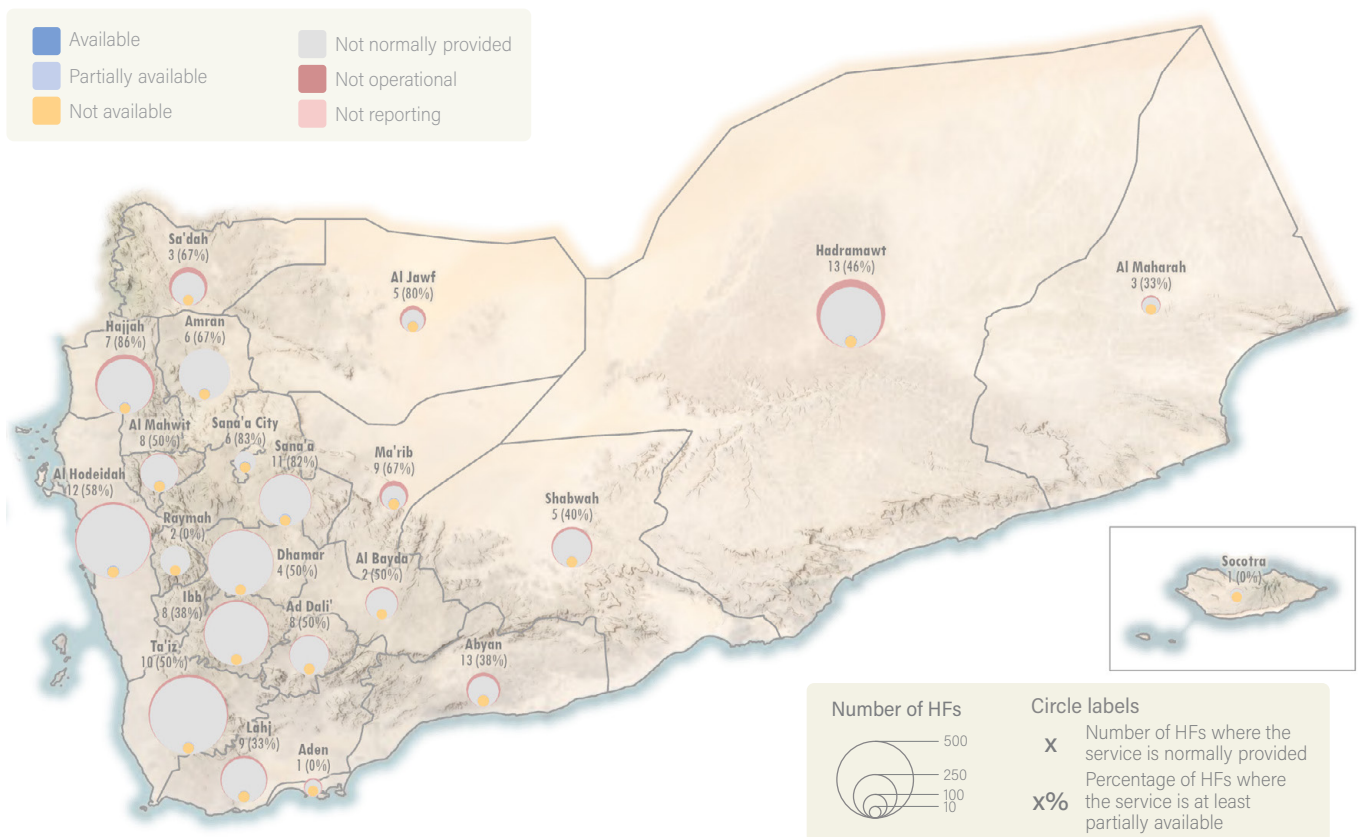 Available
Partially available
Not available
Not normally provided
Not operational
Not reporting
Sa'dah
3 (67%)
Al Jawf
5 (80%)
Hadramawt
13 (46%)
Al Maharah
3 (33%)
Hajjah
7 (86%)
Amran
6 (67%)
Al Mahwit
8 (50%)
Sana'a City
6 (83%)
Sana'a
11 (82%)
Ma'rib
9 (67%)
Al Hodeidah
12 (58%)
Shabwah
5 (40%)
Raymah
2 (0%)
Dhamar
4 (50%)
Al Bayda
2 (50%)
Ibb
8 (38%)
Ad Dali'
8 (50%)
Socotra
1 (0%)
Ta'iz
10 (50%)
Abyan
13 (38%)
Lahj
9 (33%)
Aden
1 (0%)
Number of HFs
500
250
100
10
Circle labels
x Number of HFs where the
service is normally provided
x% Percentage of HFs where
the service is at least
partially available